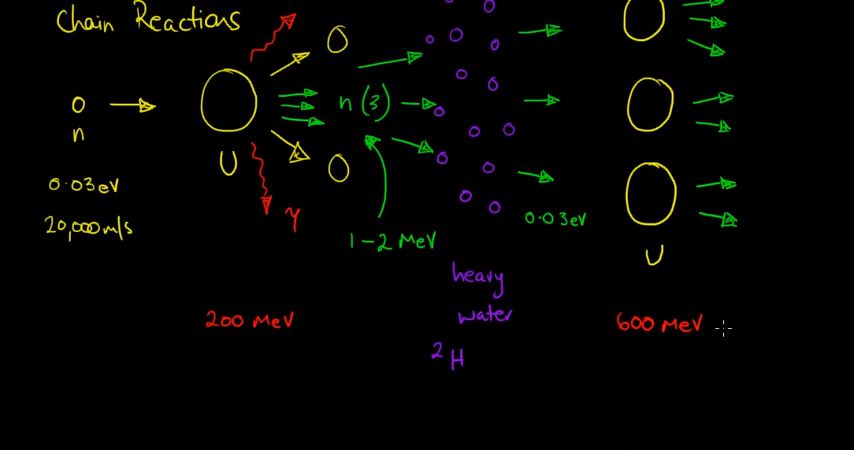 Chain Reactions
n
0.03eV
20,000m/s
U
γ
n (3)
1-2 MeV
heavy
water
²H
0.03eV
U
200 MeV
600 MeV